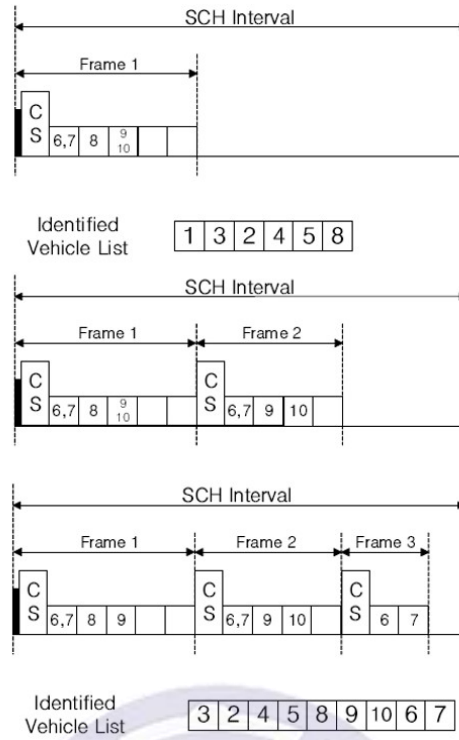 SCH Interval
Frame 1
C
S
6,7 8 9
10
Identified
Vehicle List
1 3 2 4 5 8
SCH Interval
Frame 1 Frame 2
C C
S S
6,7 8 9
10
6,7 9 10
SCH Interval
Frame 1 Frame 2 Frame 3
C C C
S S S
6,7 8 9 6,7 9 10 6 7
Identified
Vehicle List
3 2 4 5 8 9 10 6 7